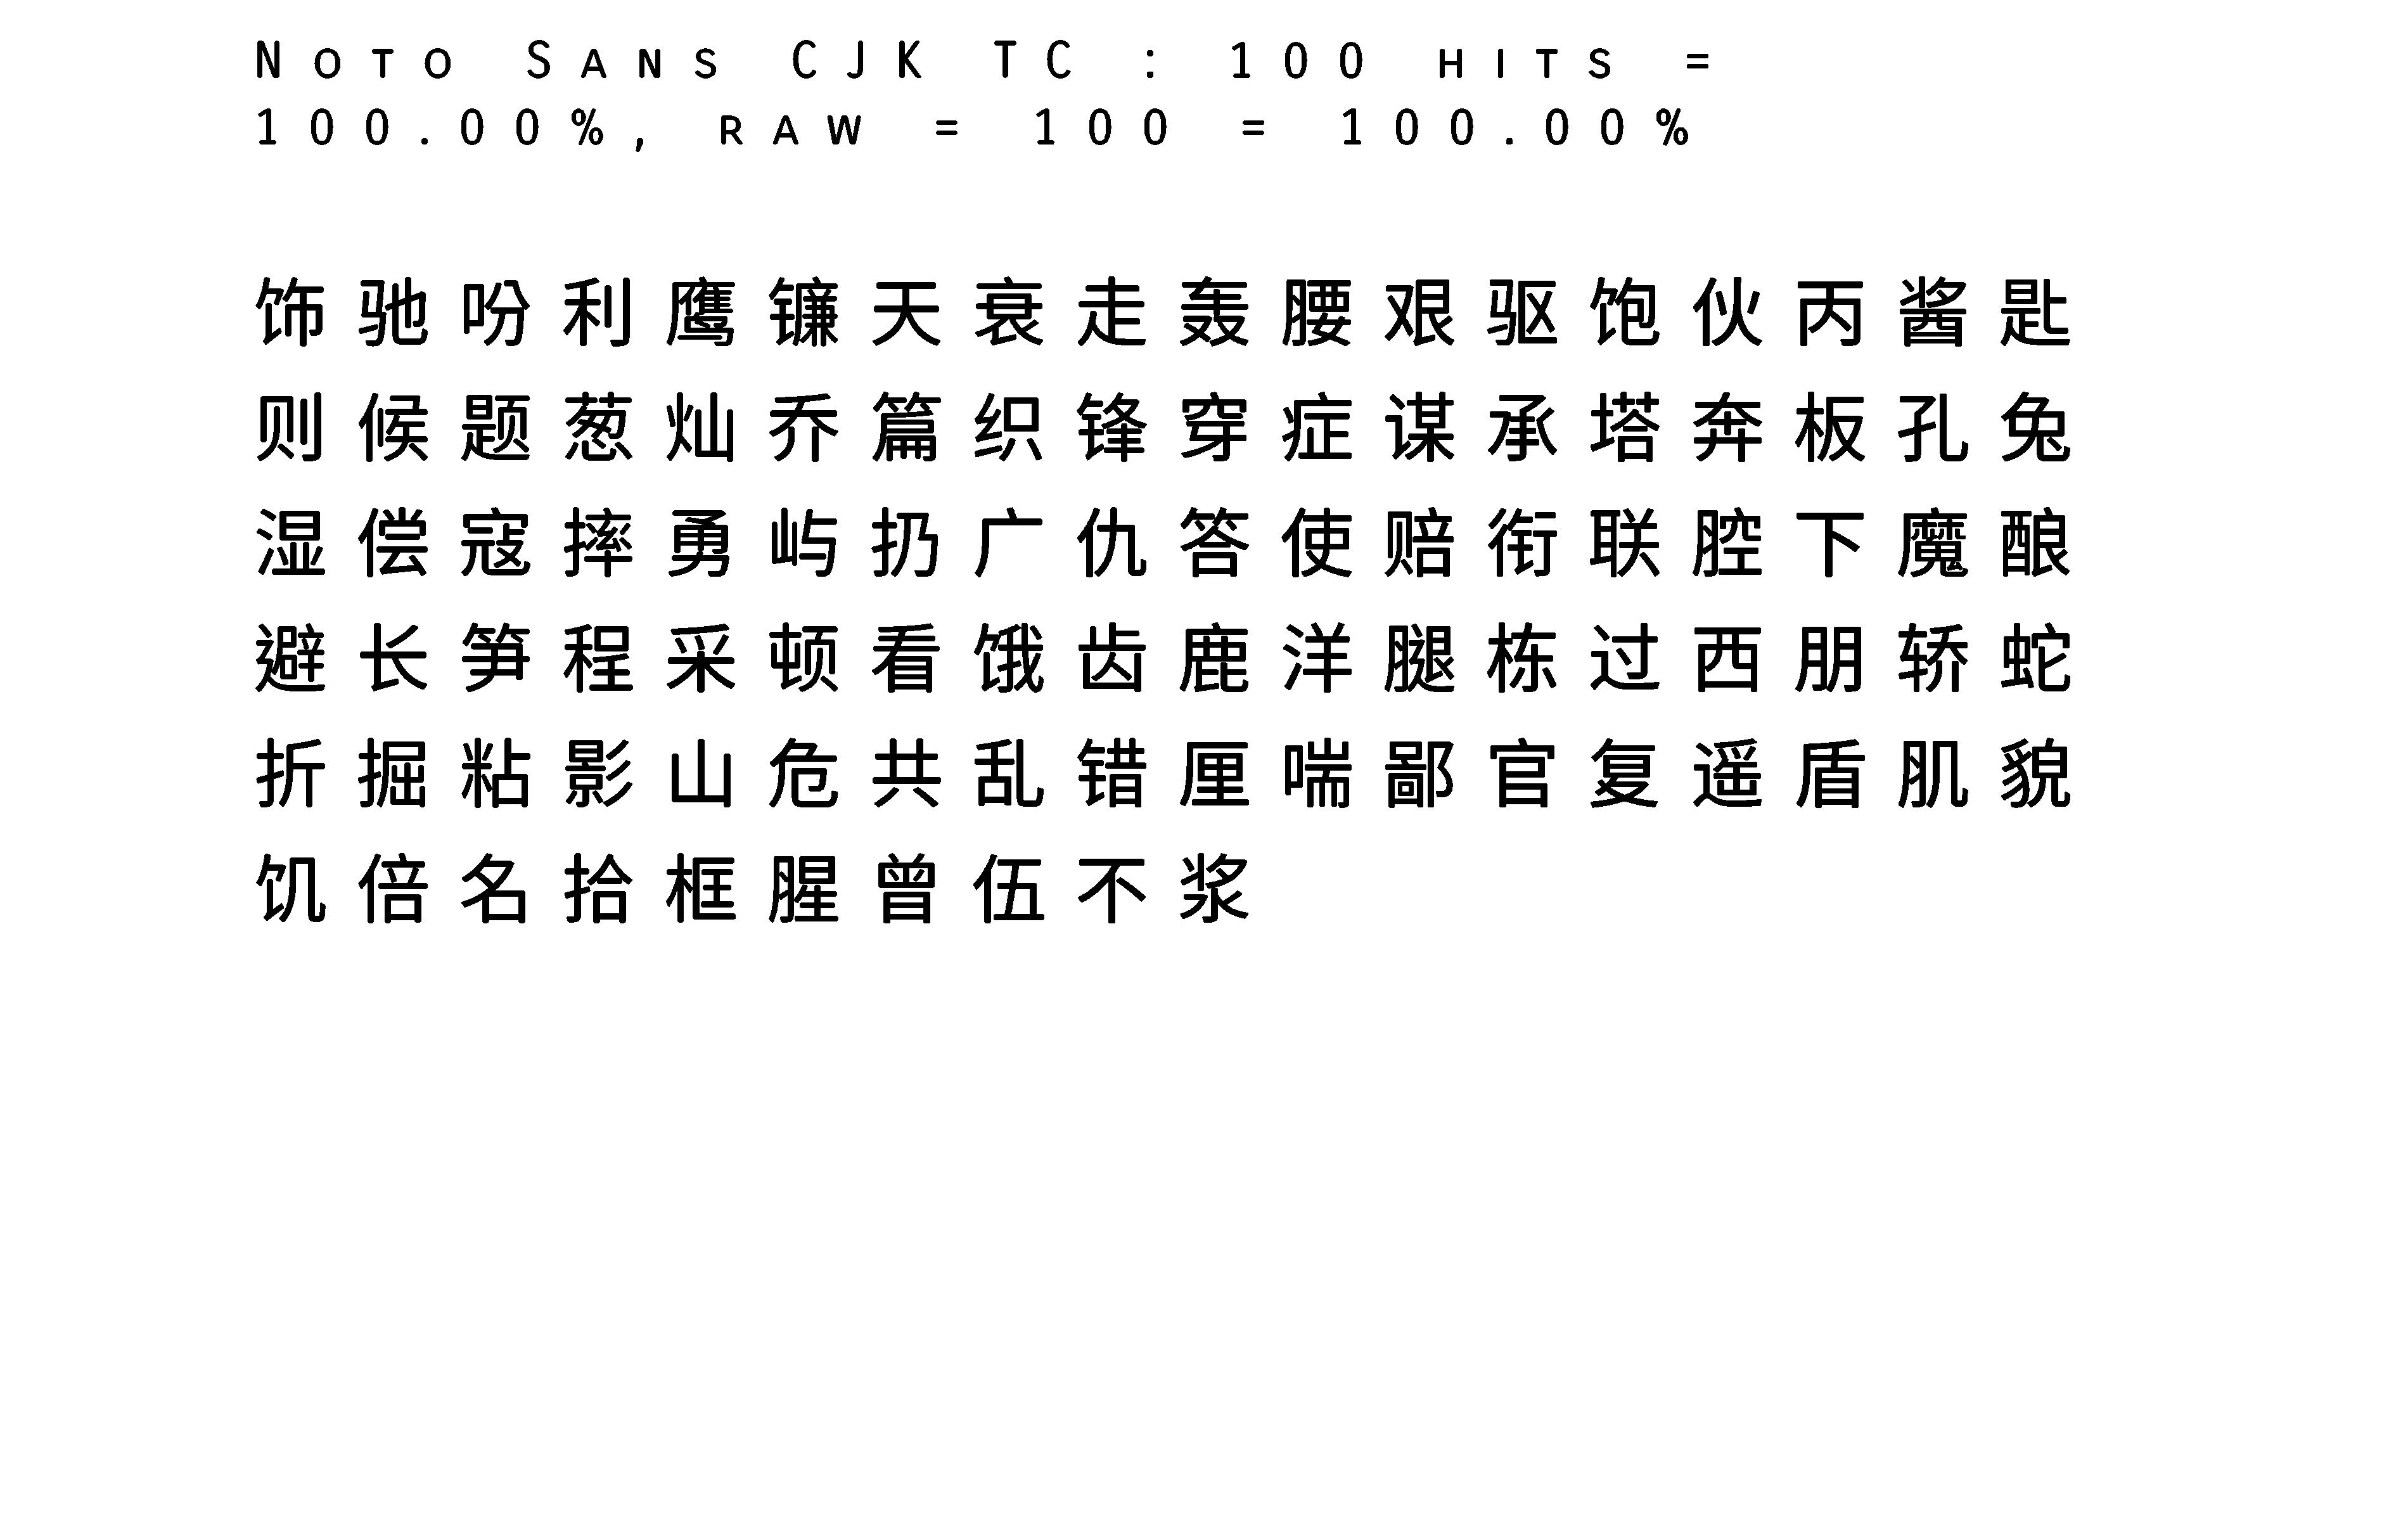 Noto Sans CJK TC : 100 hits =
100.00%, raw = 100 = 100.00%
饰驰吩利鹰镰天衰走轰腰艰驱饱伙丙酱匙
则候题葱灿乔篇织锋穿症谋承塔奔板孔兔
湿偿寇摔勇屿扔广仇答使赔衔联腔下魔酿
避长笋程采顿看饿齿鹿洋腿栋过西朋轿蛇
折掘粘影山危共乱错厘喘鄙官复遥盾肌貌
饥倍名拾框腥曾伍不浆